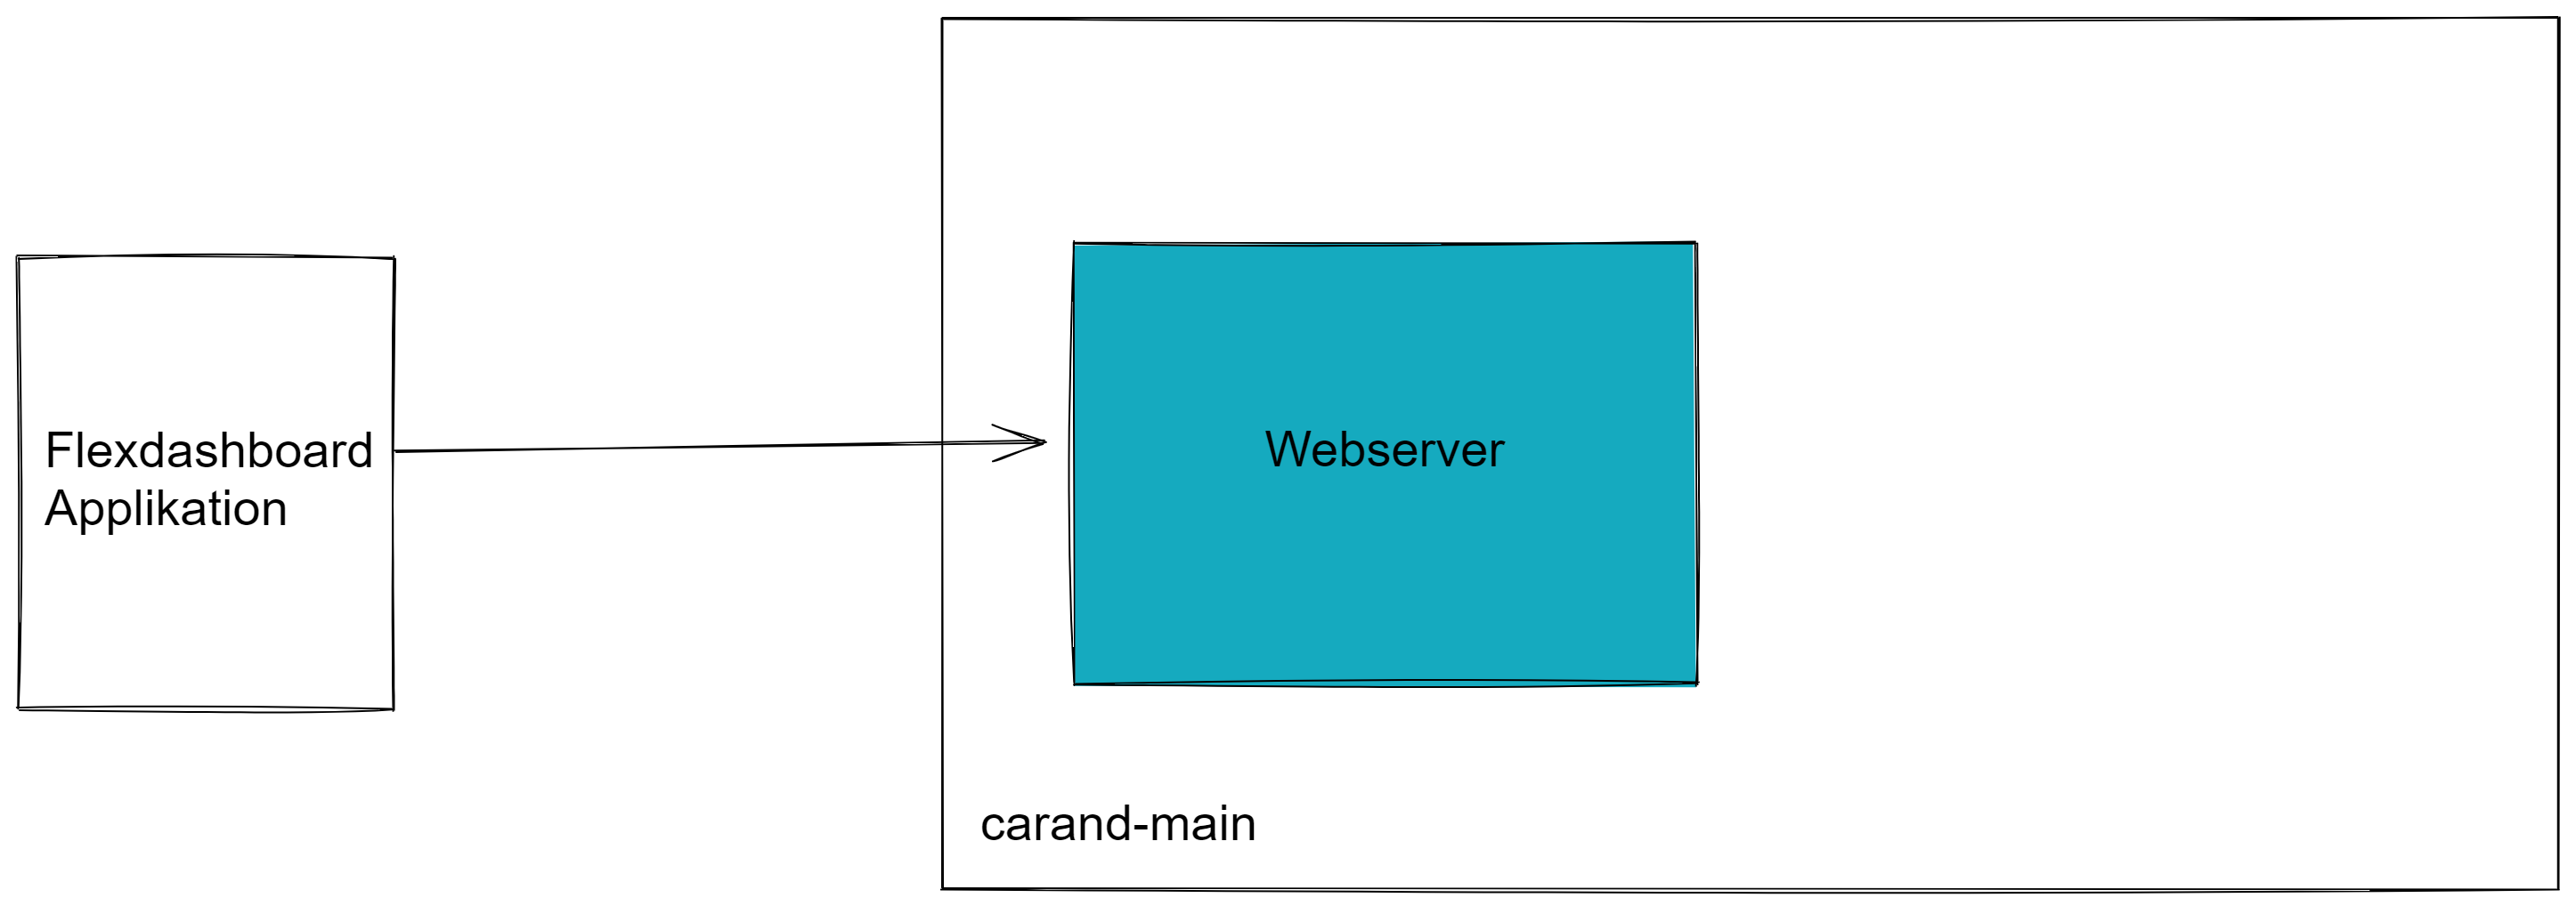 Flexdashboard
Applikation
Webserver
carand-main